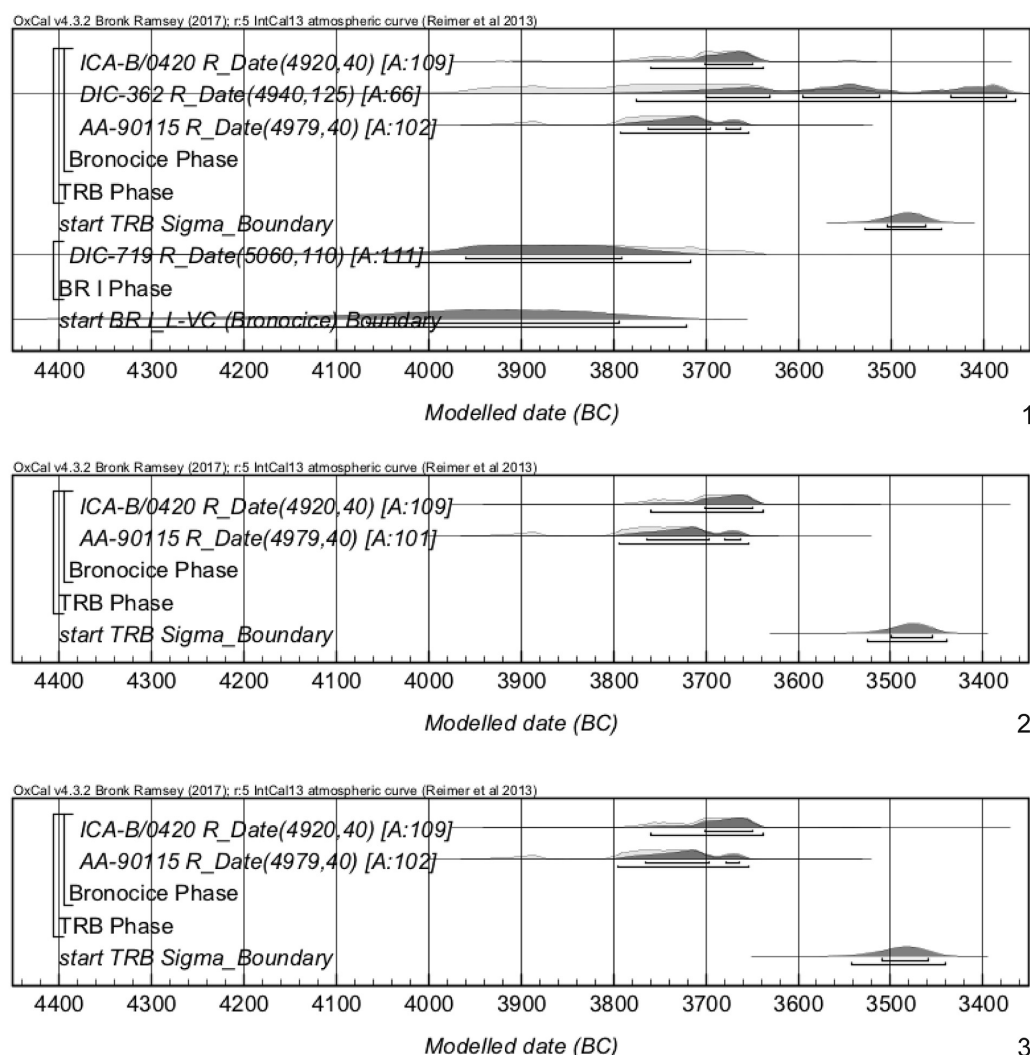 OxCal v4.3.2 Bronk Ramsey (2017); r:5 IntCal13 atmospheric curve (Reimer et al 2013)
ICA-B/0420 R_Date(4920,40) [A:109]
DIC-362 R_Date(4940,125) [A:66]
AA-90115 R_Date(4979,40) [A:102]
Bronocice Phase
TRB Phase
start TRB Sigma_Boundary
DIC-719 R_Date(5060,110) [A:111]
BR I Phase
start BR I_L-VC (Bronocice) Boundary
4400 4300 4200 4100 4000 3900 3800 3700 3600 3500 3400
Modelled date (BC)
1
OxCal v4.3.2 Bronk Ramsey (2017); r:5 IntCal13 atmospheric curve (Reimer et al 2013)
ICA-B/0420 R_Date(4920,40) [A:109]
AA-90115 R_Date(4979,40) [A:101]
Bronocice Phase
TRB Phase
start TRB Sigma_Boundary
4400 4300 4200 4100 4000 3900 3800 3700 3600 3500 3400
Modelled date (BC)
2
OxCal v4.3.2 Bronk Ramsey (2017); r:5 IntCal13 atmospheric curve (Reimer et al 2013)
ICA-B/0420 R_Date(4920,40) [A:109]
AA-90115 R_Date(4979,40) [A:102]
Bronocice Phase
TRB Phase
start TRB Sigma_Boundary
4400 4300 4200 4100 4000 3900 3800 3700 3600 3500 3400
Modelled date (BC)
3